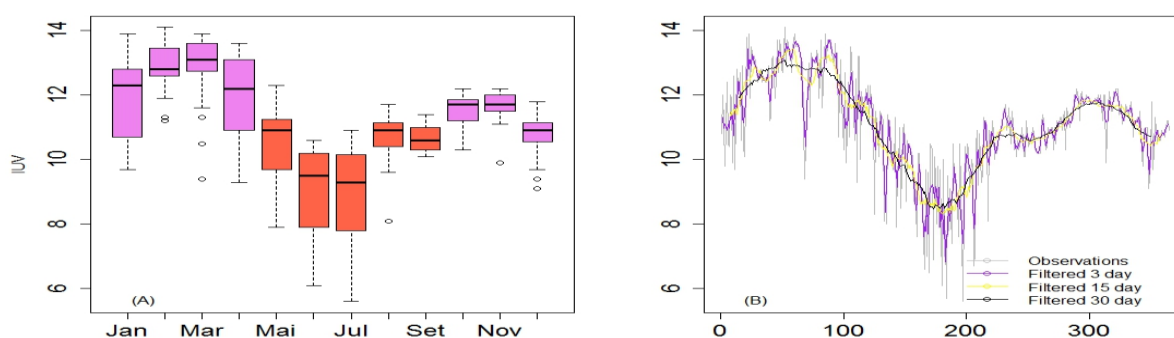 14
12
10
8
6
IUV
(A)
Jan
Mar
Mai
Jul
Set
Nov
14
12
10
8
6
Observations
Filtered 3 day
Filtered 15 day
Filtered 30 day
(B)
0
100
200
300